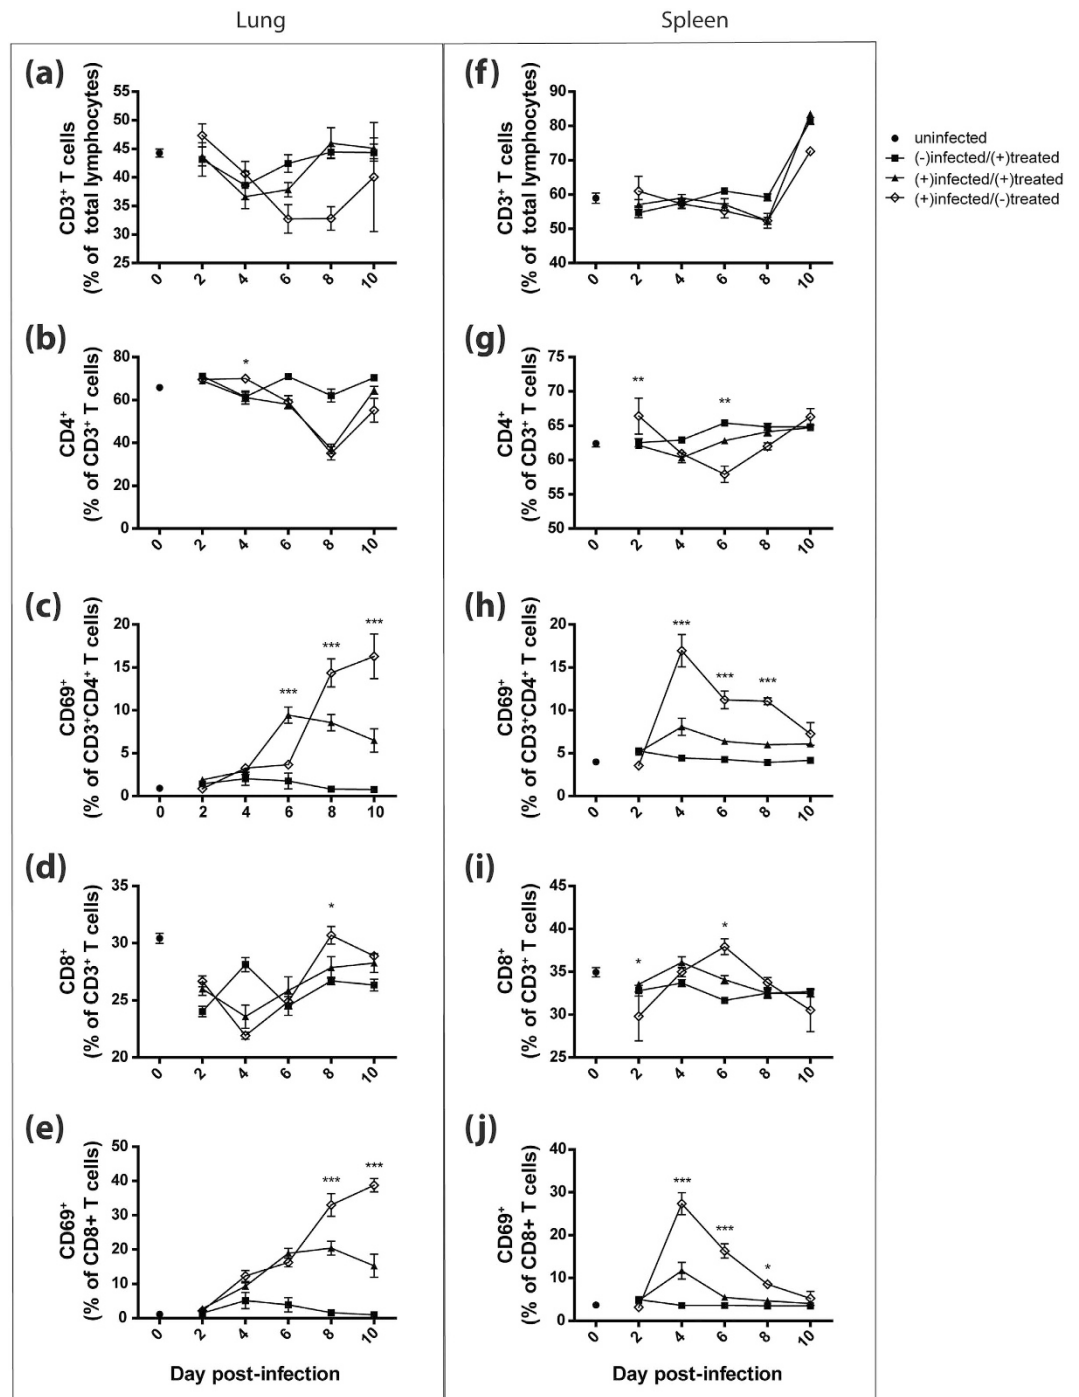 Lung
Spleen
(a)
CD3⁺ T cells
(% of total lymphocytes)
55
50
45
40
35
30
25
0 2 4 6 8 10
(f)
CD3⁺ T cells
(% of total lymphocytes)
90
80
70
60
50
40
0 2 4 6 8 10
uninfected
(-)infected/(+)treated
(+)infected/(+)treated
(+)infected/(-)treated
(b)
CD4⁺
(% of CD3⁺ T cells)
80
60
40
20
0
*
0 2 4 6 8 10
(g)
CD4⁺
(% of CD3⁺ T cells)
75
70
65
60
55
50
** **
0 2 4 6 8 10
(c)
CD69⁺
(% of CD3⁺CD4⁺ T cells)
20
15
10
5
0
*** *** ***
0 2 4 6 8 10
(h)
CD69⁺
(% of CD3⁺CD4⁺ T cells)
20
15
10
5
0
*** *** ***
0 2 4 6 8 10
(d)
CD8⁺
(% of CD3⁺ T cells)
35
30
25
20
*
0 2 4 6 8 10
(i)
CD8⁺
(% of CD3⁺ T cells)
45
40
35
30
25
* *
0 2 4 6 8 10
(e)
CD69⁺
(% of CD8+ T cells)
50
40
30
20
10
0
*** ***
0 2 4 6 8 10
Day post-infection
(j)
CD69⁺
(% of CD8+ T cells)
40
30
20
10
0
*** *** *
0 2 4 6 8 10
Day post-infection